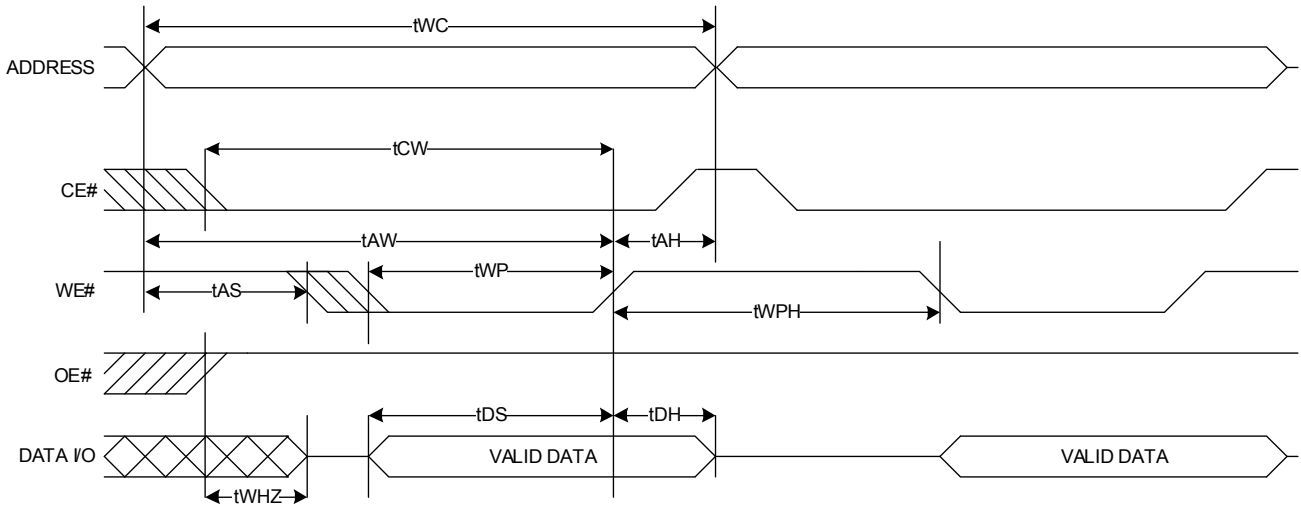 tWC
ADDRESS
tCW
CE#
tAW tAH
tWP
WE#
tAS
tWPH
OE#
tDS tDH
DATA I/O VALID DATA VALID DATA
tWHZ